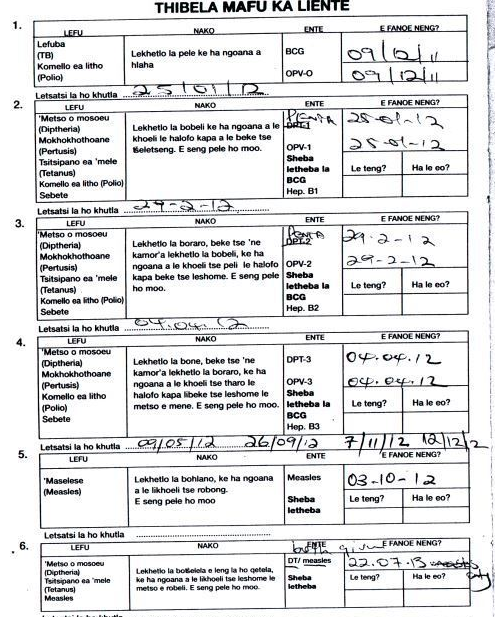 THIBELA MAFU KA LIENTE
1.
LEFU NAKO ENTE E FANOE NENG?
Lefuba
(TB)
Komello ea litho
(Polio)
Lekhetlo la pele ke ha ngoana a
hlaha
BCG 09/12/11
OPV-O 09/12/11
Letsatsi la ho khutla 25/01/12
2.
LEFU NAKO ENTE E FANOE NENG?
'Metso o mosoeu
(Diptheria)
Mokhokhothoane
(Pertusis)
Tsitsipano ea 'mele
(Tetanus)
Komello ea litho (Polio)
Sebete
Lekhetlo la bobeli ke ha ngoana a le
khoeli le halofo kapa a le beke tse
tšeletseng. E seng pele ho moo.
PENTA 25-01-12
DPT-1
OPV-1 25-01-12
Sheba
letheba la
BCG
Le teng? Ha le eo?
Hep. B1
Letsatsi la ho khutla 29-2-12
3.
LEFU NAKO ENTE E FANOE NENG?
'Metso o mosoeu
(Diptheria)
Mokhokhothoane
(Pertusis)
Tsitsipano ea 'mele
(Tetanus)
Komello ea litho (Polio)
Sebete
Lekhetlo la boraro, beke tse 'ne
kamor'a lekhetlo la bobeli, ke ha
ngoana a le khoeli tse peli le halofo
kapa beke tse leshome. E seng pele
ho moo.
PENTA 29-2-12
DPT-2
OPV-2 29-2-12
Sheba
letheba la
BCG
Le teng? Ha le eo?
Hep. B2
Letsatsi la ho khutla 04.04.12
4.
LEFU NAKO ENTE E FANOE NENG?
'Metso o mosoeu
(Diptheria)
Mokhokhothoane
(Pertusis)
Komello ea litho
(Polio)
Sebete
Lekhetlo la bone, beke tse 'ne
kamor'a lekhetlo la boraro, ke ha
ngoana a le khoeli tse tharo le
halofo kapa libeke tse leshome le
metso e mene. E seng pele ho moo.
DPT-3 04.04.12
OPV-3 04.04.12
Sheba
letheba la
BCG
Le teng? Ha le eo?
Hep. B3
Letsatsi la ho khutla 09/05/12 26/09/12 7/11/12 12/12/2
5.
LEFU NAKO ENTE E FANOE NENG?
'Maselese
(Measles)
Lekhetlo la bohlano, ke ha ngoana
a le likhoeli tse robong.
E seng pele ho moo
Measles 03-10-12
Sheba
letheba
Le teng? Ha le eo?
Letsatsi la ho khutla
6.
LEFU NAKO ENTE E FANOE NENG?
'Metso o mosoeu
(Diptheria)
Tsitsipano ea 'mele
(Tetanus)
Measles
Lekhetlo la botšelela e leng la ho qetela,
ke ha ngoana a le likhoeli tse leshome le
metso e robeli. E seng pele ho moo.
both given
DT/ measles 22.07.13
Sheba
letheba
Le teng? Ha le eo? only